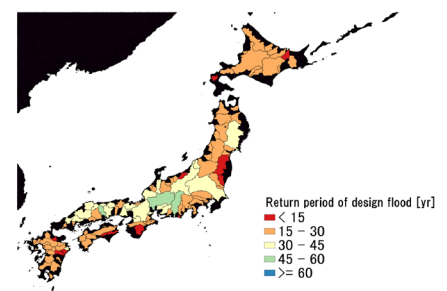 Return period of design flood [yr]
< 15
15 - 30
30 - 45
45 - 60
>= 60